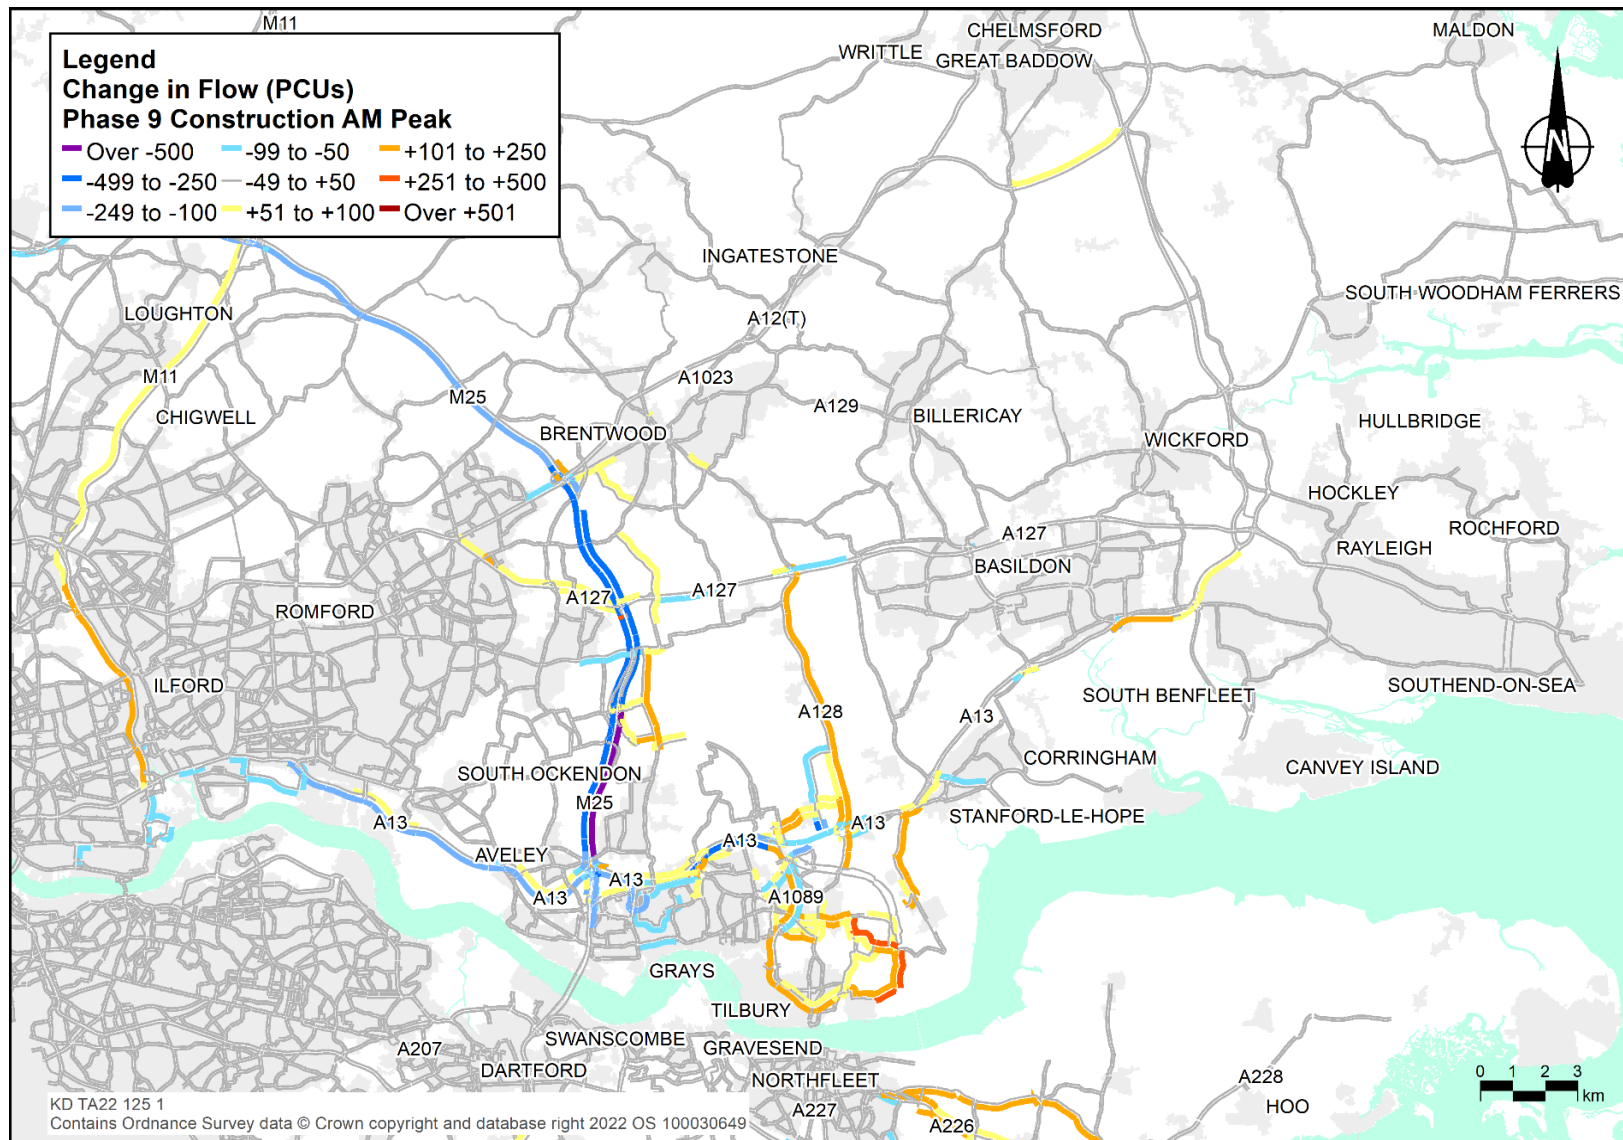 M11
CHELMSFORD
MALDON
WRITTLE
GREAT BADDOW
Legend
Change in Flow (PCUs)
Phase 9 Construction AM Peak
Over -500
-99 to -50
+101 to +250
-499 to -250
-49 to +50
+251 to +500
-249 to -100
+51 to +100
Over +501
N
INGATESTONE
SOUTH WOODHAM FERRERS
LOUGHTON
A12(T)
M11
A1023
M25
A129
CHIGWELL
BILLERICAY
HULLBRIDGE
BRENTWOOD
WICKFORD
HOCKLEY
ROCHFORD
A127
RAYLEIGH
BASILDON
A127
A127
ROMFORD
ILFORD
SOUTHEND-ON-SEA
SOUTH BENFLEET
A128
A13
CORRINGHAM
CANVEY ISLAND
SOUTH OCKENDON
M25
STANFORD-LE-HOPE
A13
A13
A13
AVELEY
A13
A13
A1089
GRAYS
TILBURY
SWANSCOMBE
A207
GRAVESEND
DARTFORD
NORTHFLEET
A228
HOO
A227
A226
0 1 2 3
km
KD TA22 125 1
Contains Ordnance Survey data © Crown copyright and database right 2022 OS 100030649